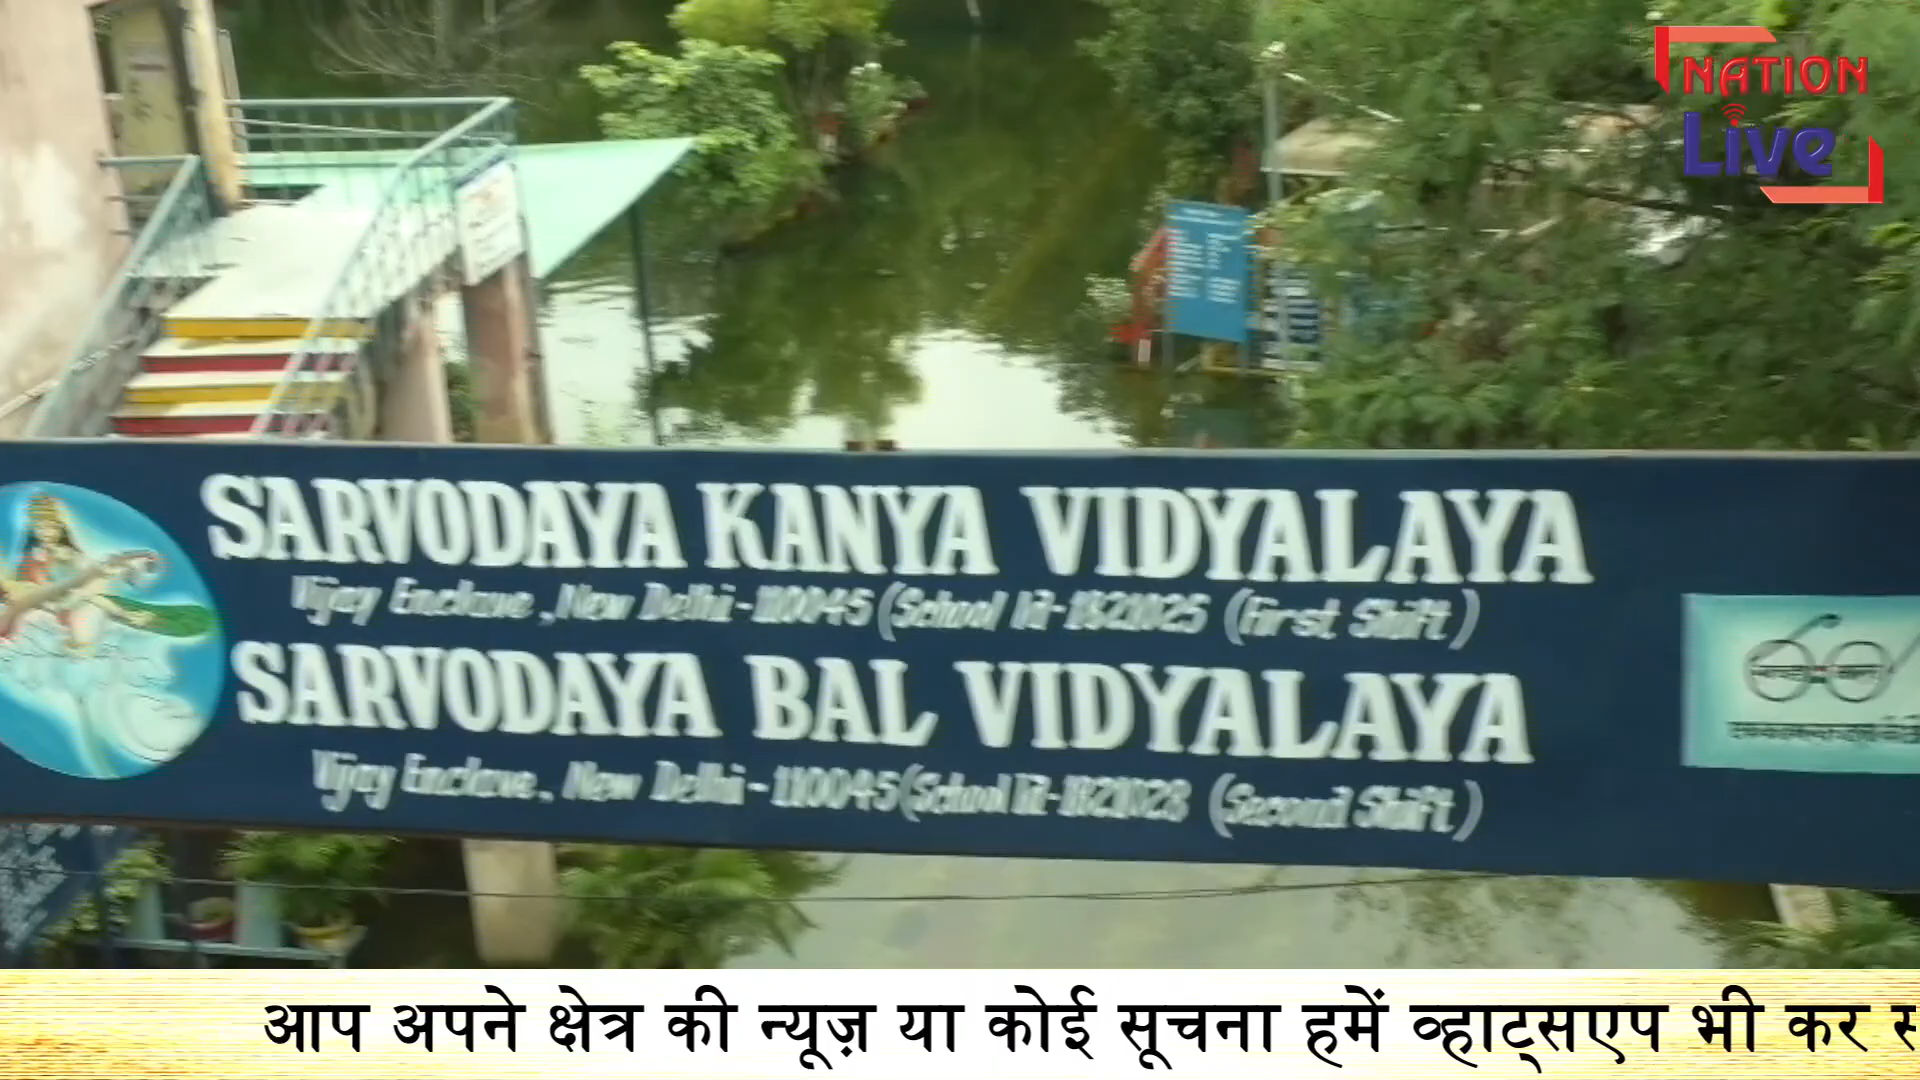 NATION
Live
SARVODAYA KANYA VIDYALAYA
Vijay Enclave, New Delhi-110045 (School Id-1821025 (First Shift)
SARVODAYA BAL VIDYALAYA
Vijay Enclave, New Delhi-110045 (School Id-1821028 (Second Shift)
आप अपने क्षेत्र की न्यूज़ या कोई सूचना हमें व्हाट्सएप भी कर